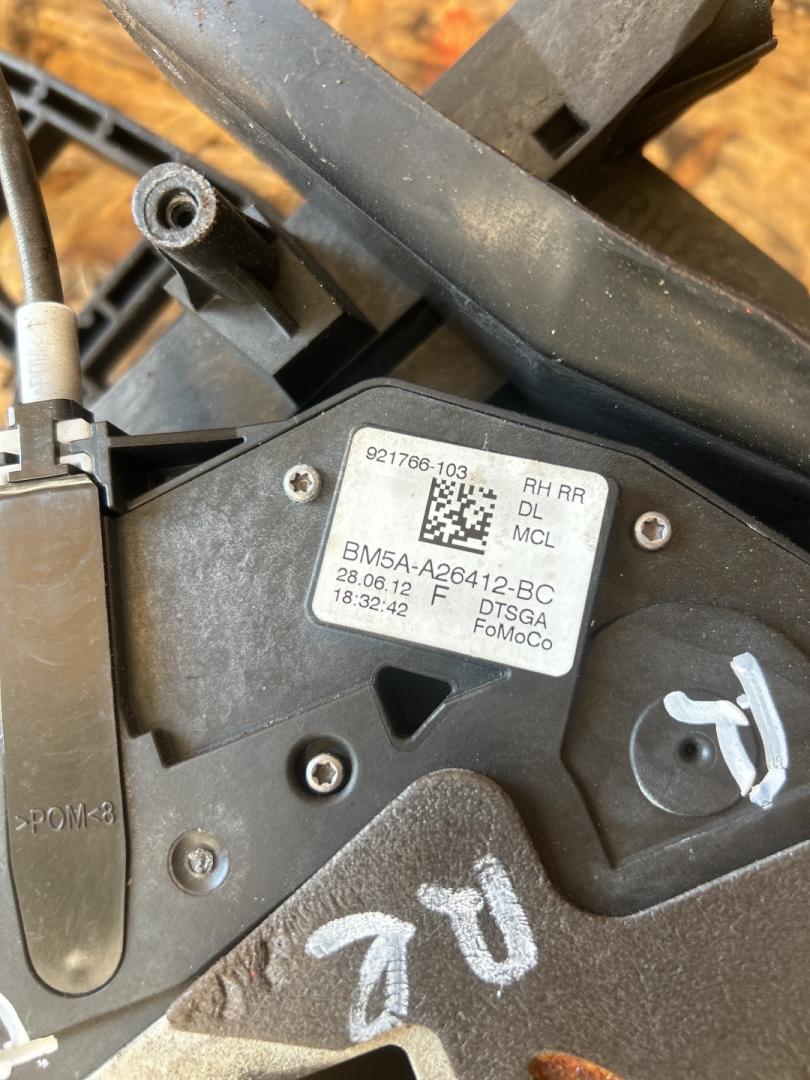 921766-103
RH RR
DL
MCL
BM5A-A26412-BC
28.06.12 F DTSGA
18:32:42 FoMoCo
>POM<8